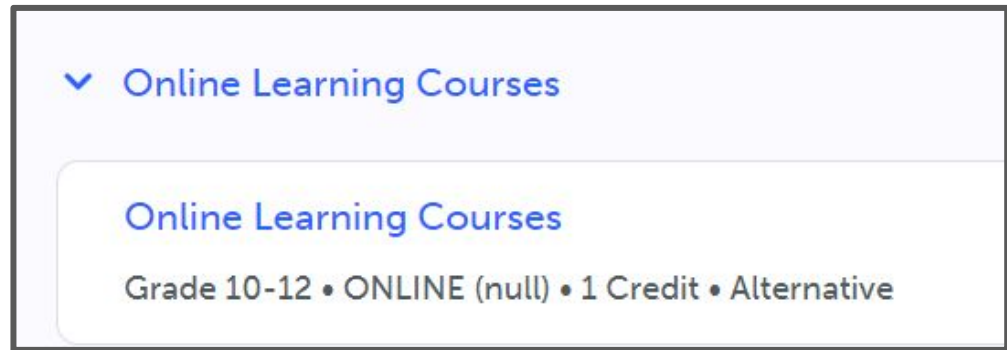 Online Learning Courses
Online Learning Courses
Grade 10-12 • ONLINE (null) • 1 Credit • Alternative